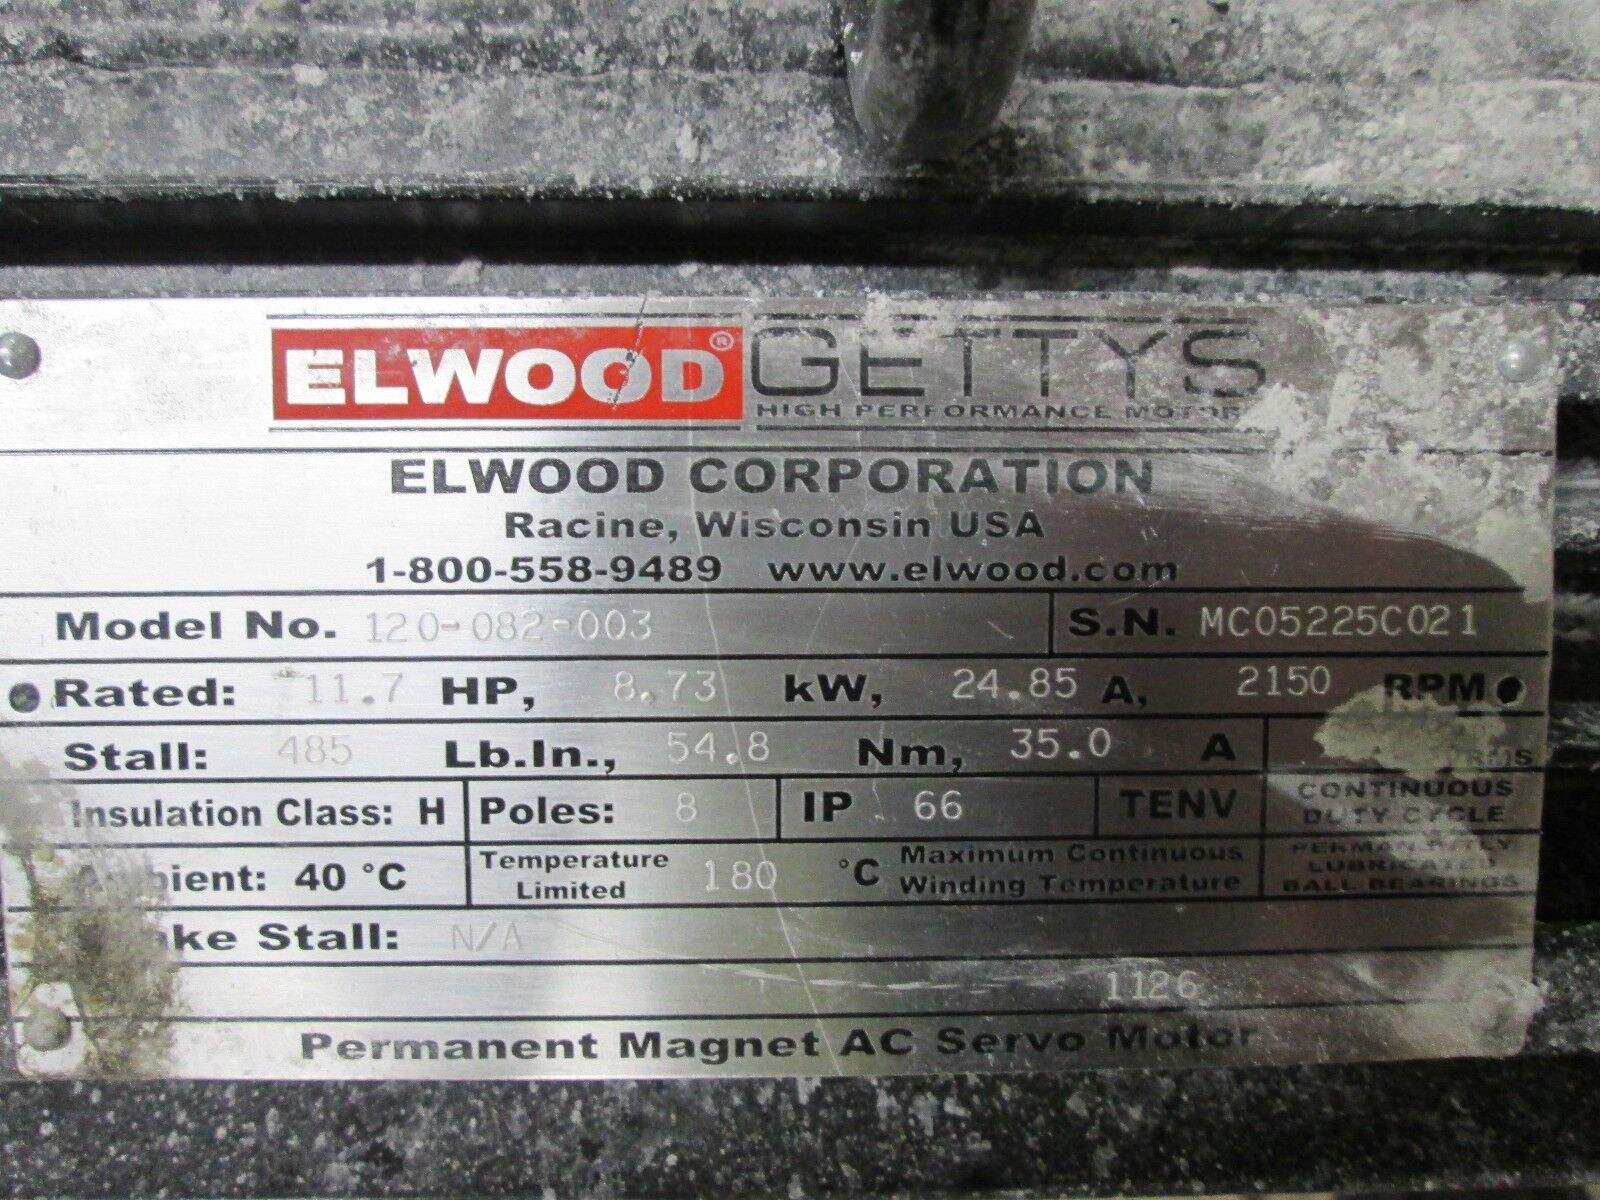 ELWOOD® GETTYS
HIGH PERFORMANCE MOTOR
ELWOOD CORPORATION
Racine, Wisconsin USA
1-800-558-9489 www.elwood.com
Model No. 120-082-003 S.N. MC05225C021
Rated: 11.7 HP, 8.73 kW, 24.85 A, 2150 RPM
Stall: 485 Lb.In., 54.8 Nm, 35.0 A RMS
Insulation Class: H Poles: 8 IP 66 TENV CONTINUOUS DUTY CYCLE
Ambient: 40 °C Temperature Limited 180 °C Maximum Continuous Winding Temperature PERMANENTLY LUBRICATED BALL BEARINGS
Stall: N/A
1126
Permanent Magnet AC Servo Motor